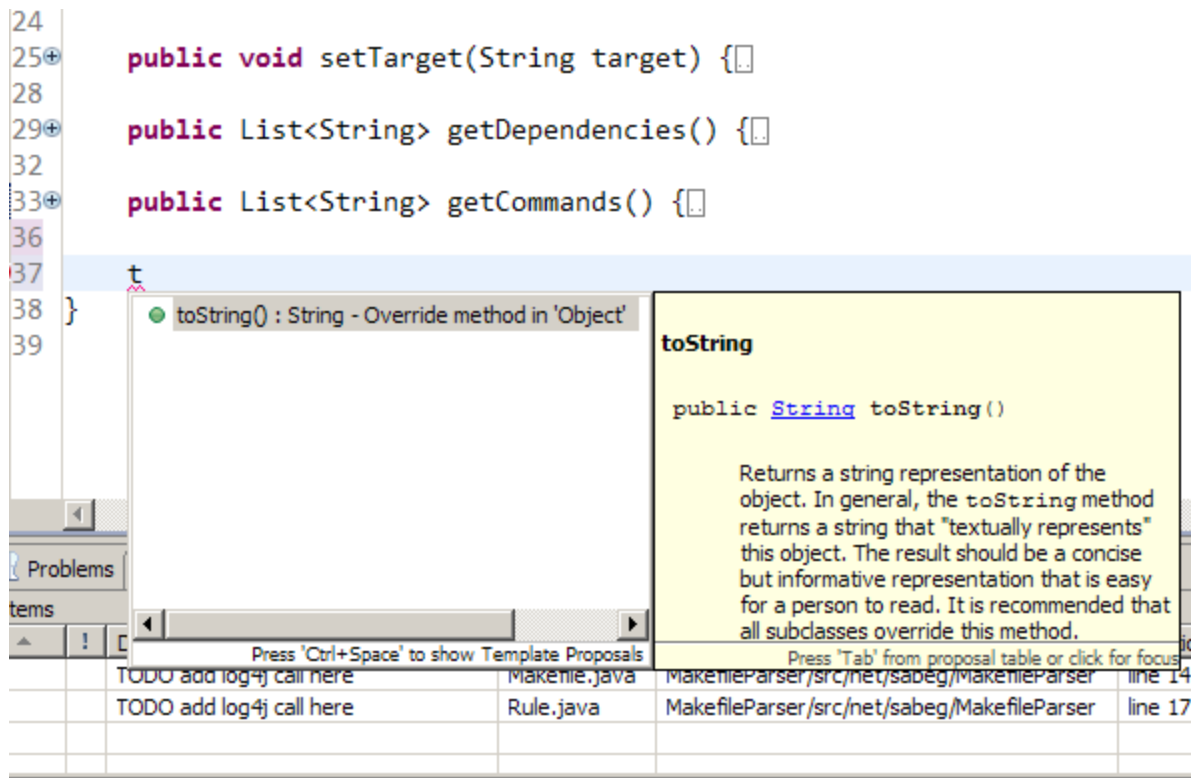 24
25 public void setTarget(String target) {..
28
29 public List<String> getDependencies() {..
32
33 public List<String> getCommands() {..
36
37 t
38 }
39
toString() : String - Override method in 'Object'
Press 'Ctrl+Space' to show Template Proposals
toString
public String toString()
Returns a string representation of the
object. In general, the toString method
returns a string that "textually represents"
this object. The result should be a concise
but informative representation that is easy
for a person to read. It is recommended that
all subclasses override this method.
Press 'Tab' from proposal table or click for focus
Problems
tems
! D
TODO add log4j call here Makefile.java MakefileParser/src/net/sabeg/MakefileParser line 14
TODO add log4j call here Rule.java MakefileParser/src/net/sabeg/MakefileParser line 17